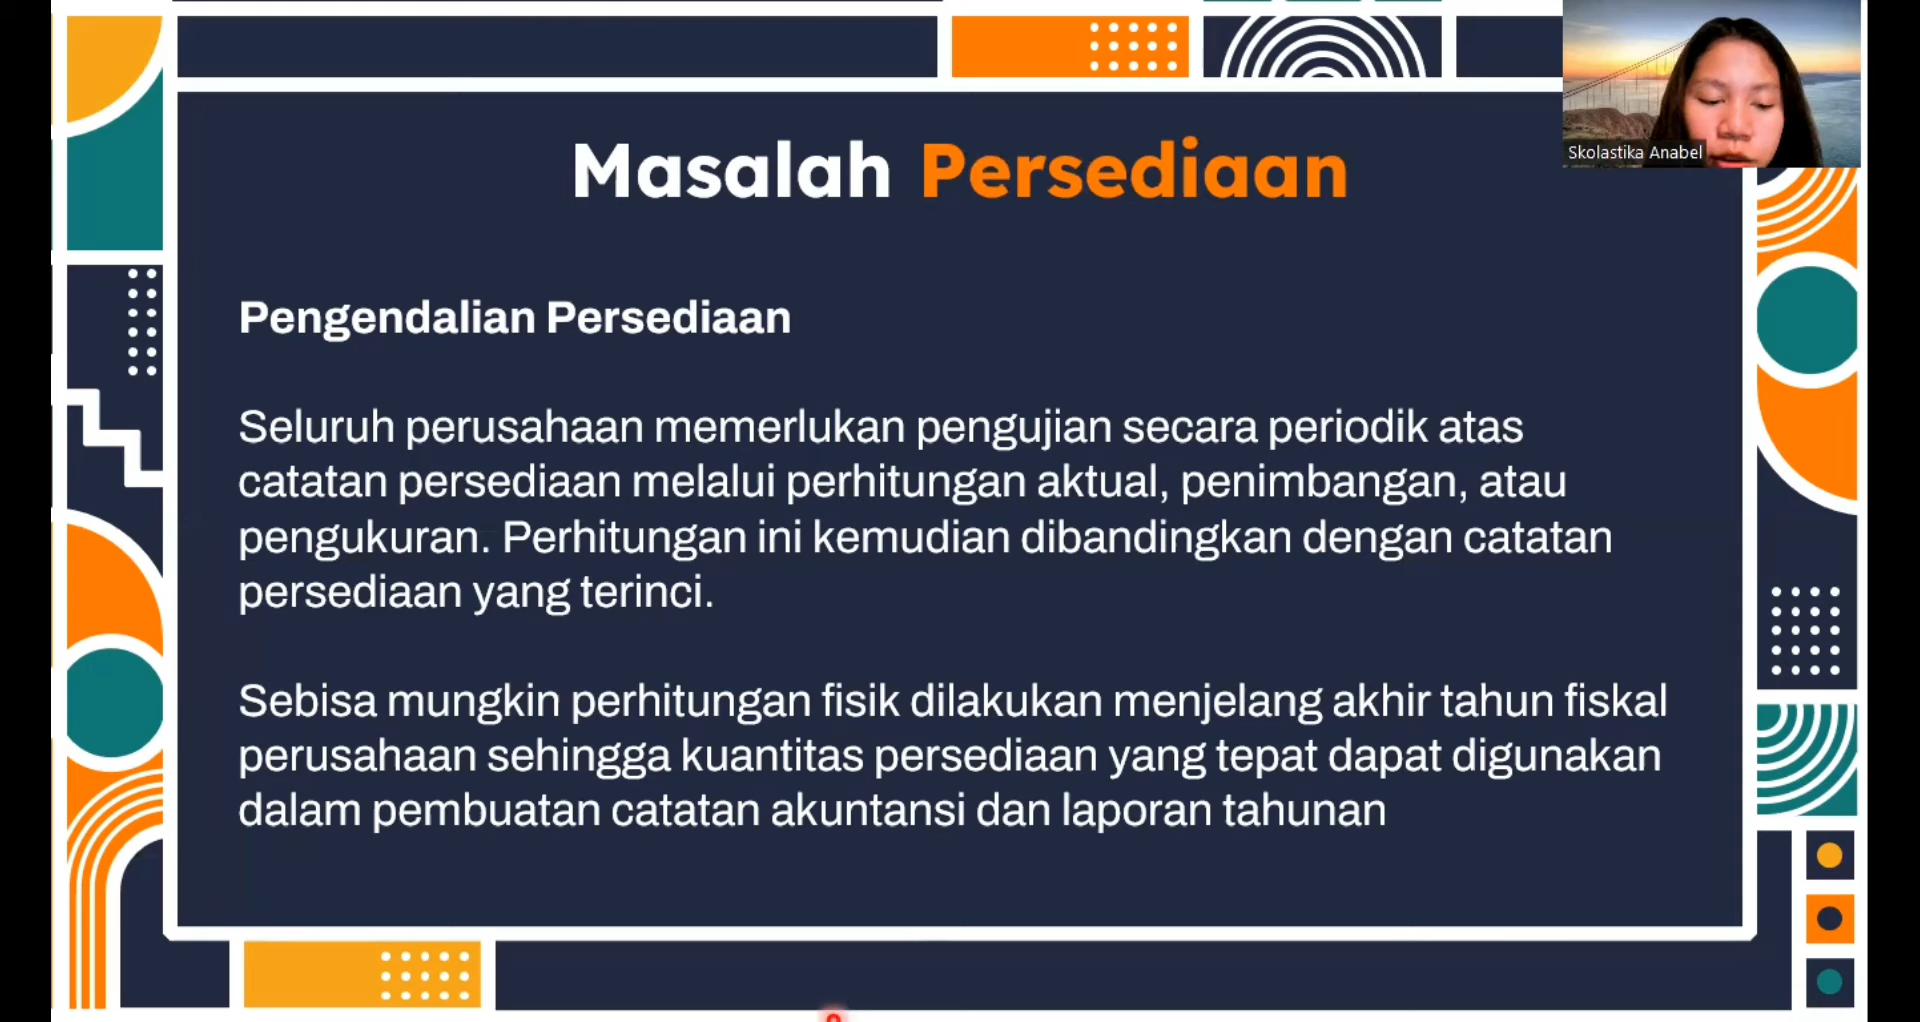 Masalah Persediaan
Skolastika Anabel
Pengendalian Persediaan
Seluruh perusahaan memerlukan pengujian secara periodik atas
catatan persediaan melalui perhitungan aktual, penimbangan, atau
pengukuran. Perhitungan ini kemudian dibandingkan dengan catatan
persediaan yang terinci.
Sebisa mungkin perhitungan fisik dilakukan menjelang akhir tahun fiskal
perusahaan sehingga kuantitas persediaan yang tepat dapat digunakan
dalam pembuatan catatan akuntansi dan laporan tahunan